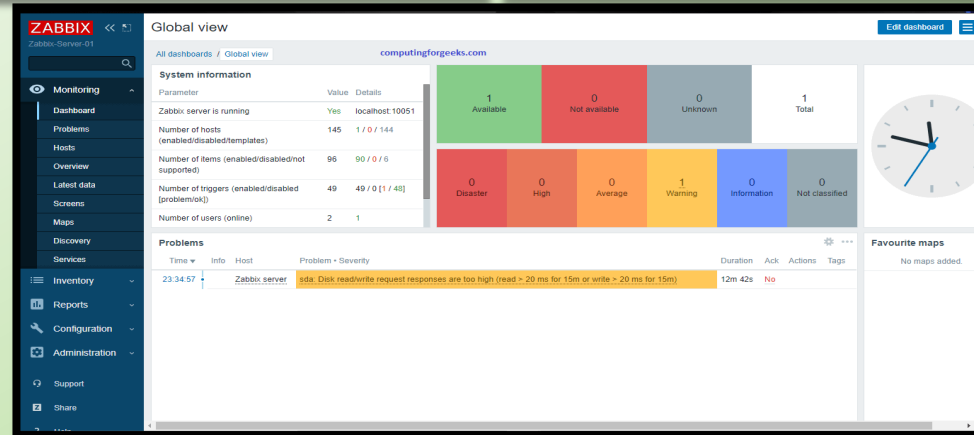 ZABBIX
Zabbix-Server-01
Monitoring
Dashboard
Problems
Hosts
Overview
Latest data
Screens
Maps
Discovery
Services
Inventory
Reports
Configuration
Administration
Support
Z Share
Global view
Edit dashboard
All dashboards / Global view
computingforgeeks.com
System information
Parameter Value Details
Zabbix server is running Yes localhost:10051
Number of hosts 145 1 / 0 / 144
(enabled/disabled/templates)
Number of items (enabled/disabled/not 96 90 / 0 / 6
supported)
Number of triggers (enabled/disabled 49 49 / 0 [1 / 48]
[problem/ok])
Number of users (online) 2 1
1 0 0 1
Available Not available Unknown Total
0 0 0 1 0 0
Disaster High Average Warning Information Not classified
Problems
Time Info Host Problem • Severity Duration Ack Actions Tags
23:34:57 Zabbix server sda: Disk read/write request responses are too high (read > 20 ms for 15m or write > 20 ms for 15m) 12m 42s No
Favourite maps
No maps added.